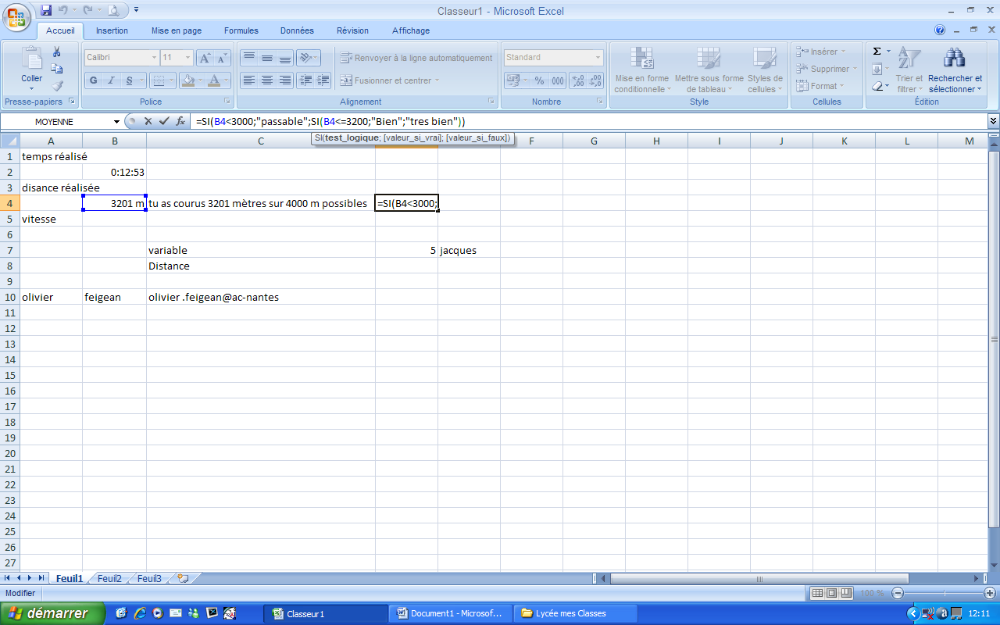 Classeur1 - Microsoft Excel
Accueil Insertion Mise en page Formules Données Révision Affichage
Coller
Presse-papiers
Calibri 11
G I S
Police
Renvoyer à la ligne automatiquement
Fusionner et centrer
Alignement
Standard
% 000
Nombre
Mise en forme conditionnelle
Mettre sous forme de tableau
Styles de cellules
Style
Insérer
Supprimer
Format
Cellules
Σ
Trier et filtrer
Rechercher et sélectionner
Édition
MOYENNE fx =SI(B4<3000;"passable";SI(B4<=3200;"Bien";"tres bien"))
SI(test_logique; [valeur_si_vrai]; [valeur_si_faux])
A B C F G H I J K L M
1 temps réalisé
2 0:12:53
3 disance réalisée
4 3201 m tu as courus 3201 mètres sur 4000 m possibles =SI(B4<3000;
5 vitesse
6
7 variable 5 jacques
8 Distance
9
10 olivier feigean olivier .feigean@ac-nantes
11
12
13
14
15
16
17
18
19
20
21
22
23
24
25
26
27
Feuil1 Feuil2 Feuil3
Modifier 100 %
démarrer Classeur1 Document1 - Microsof... Lycée mes Classes 12:11